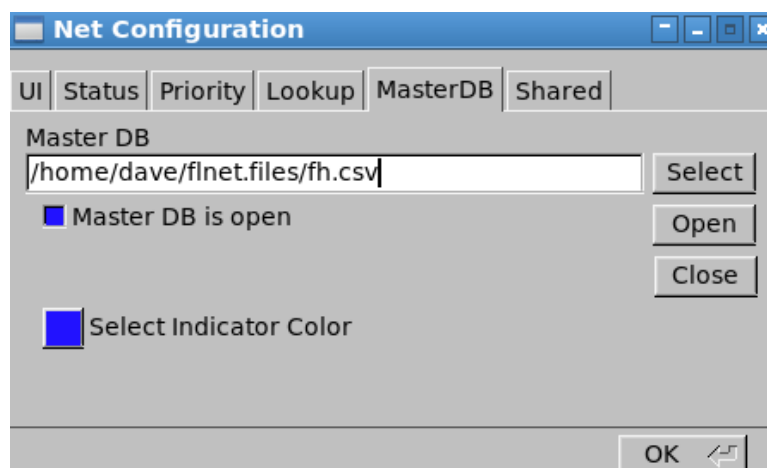 Net Configuration
UI Status Priority Lookup MasterDB Shared
Master DB
/home/dave/flnet.files/fh.csv Select
Master DB is open Open
Close
Select Indicator Color
OK